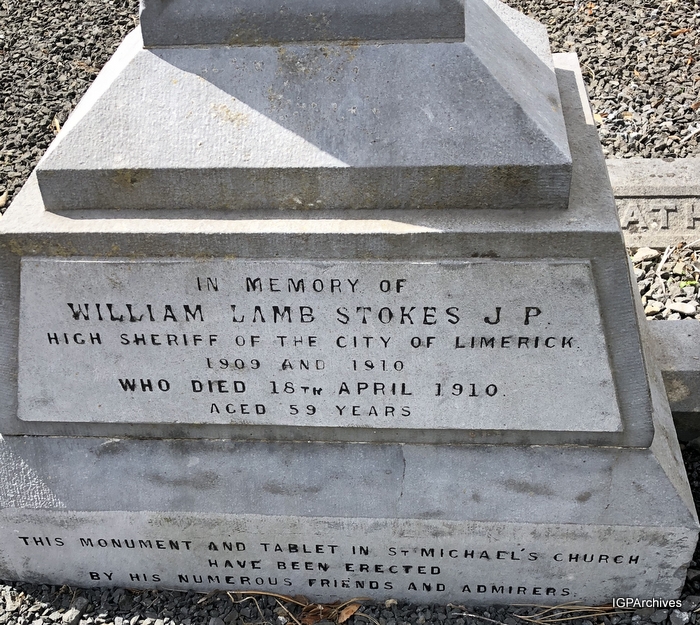 IN MEMORY OF
WILLIAM LAMB STOKES J P.
HIGH SHERIFF OF THE CITY OF LIMERICK.
1909 AND 1910
WHO DIED 18TH APRIL 1910.
AGED 59 YEARS
THIS MONUMENT AND TABLET IN ST MICHAEL'S CHURCH
HAVE BEEN ERECTED
BY HIS NUMEROUS FRIENDS AND ADMIRERS.
IGPArchives